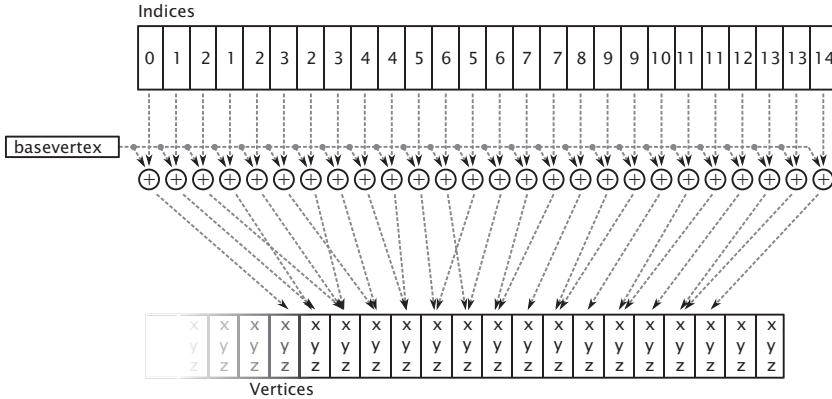 Indices
0 1 2 1 2 3 2 3 4 4 5 6 5 6 7 7 8 9 9 10 11 11 12 13 13 14
basevertex
+ + + + + + + + + + + + + + + + + + + + + + + + + +
x x x x x x x x x x x x x x x x x x x x
y y y y y y y y y y y y y y y y y y y y
z z z z z z z z z z z z z z z z z z z z
Vertices